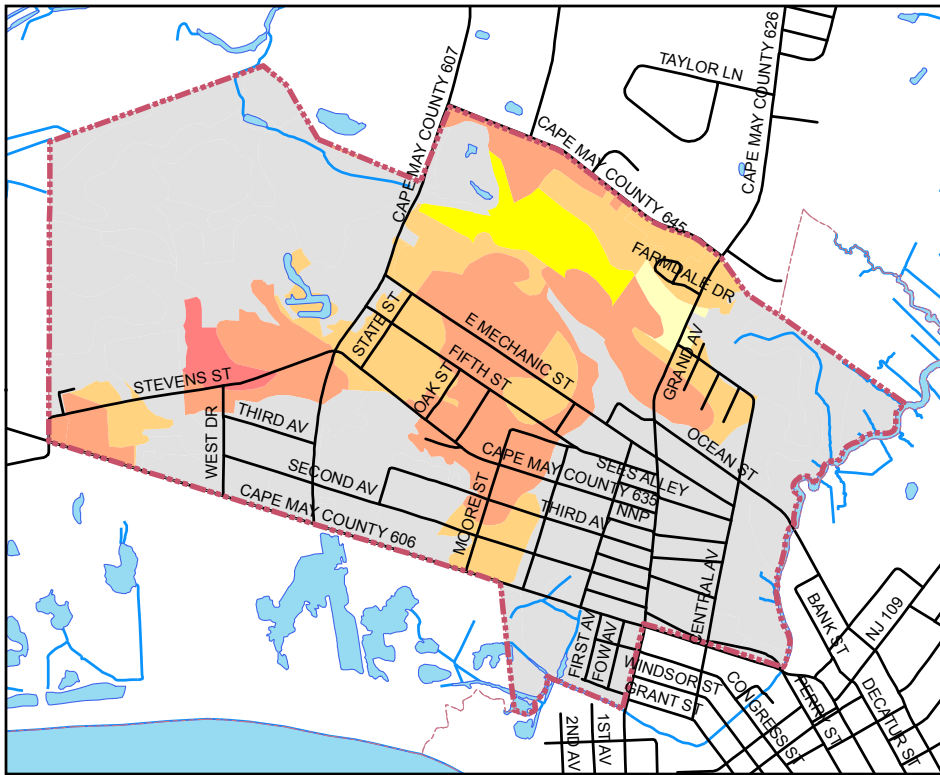 CAPE MAY COUNTY 626
CAPE MAY COUNTY 607
TAYLOR LN
CAPE MAY COUNTY 645
FARMDALE DR
STATE ST
E MECHANIC ST
GRAND AV
FIFTH ST
STEVENS ST
OAK ST
THIRD AV
WEST DR
OCEAN ST
SECOND AV
CAPE MAY
COUNTY 635
SEES ALLEY
NNP
CAPE MAY COUNTY 606
MOORE ST
THIRD AV
CENTRAL AV
BANK ST
NJ 109
FIRST AV
FOW AV
WINDSOR ST
GRANT ST
CONGRESS ST
PERRY ST
DECATUR ST
2ND AV
1ST AV